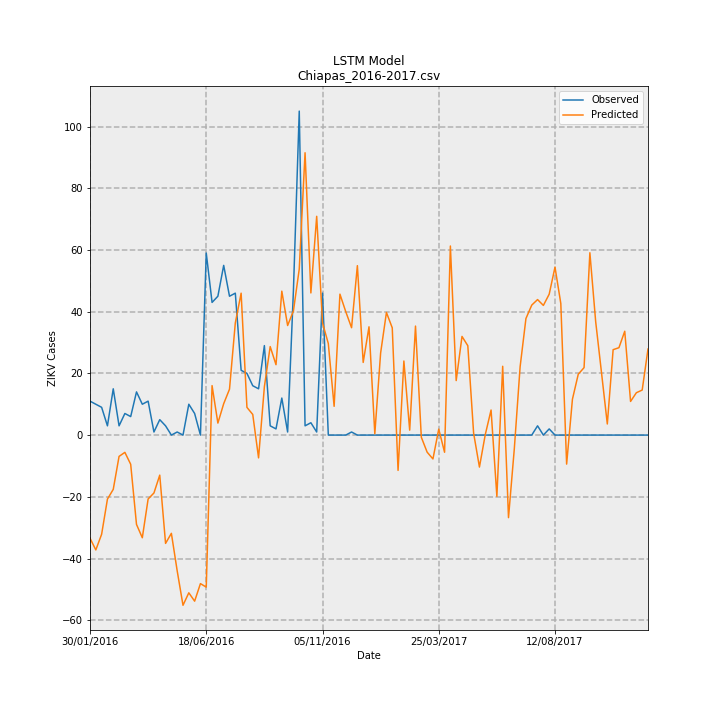 LSTM Model
Chiapas_2016-2017.csv
Observed
Predicted
100
80
60
40
20
0
−20
−40
−60
ZIKV Cases
30/01/2016
18/06/2016
05/11/2016
25/03/2017
12/08/2017
Date